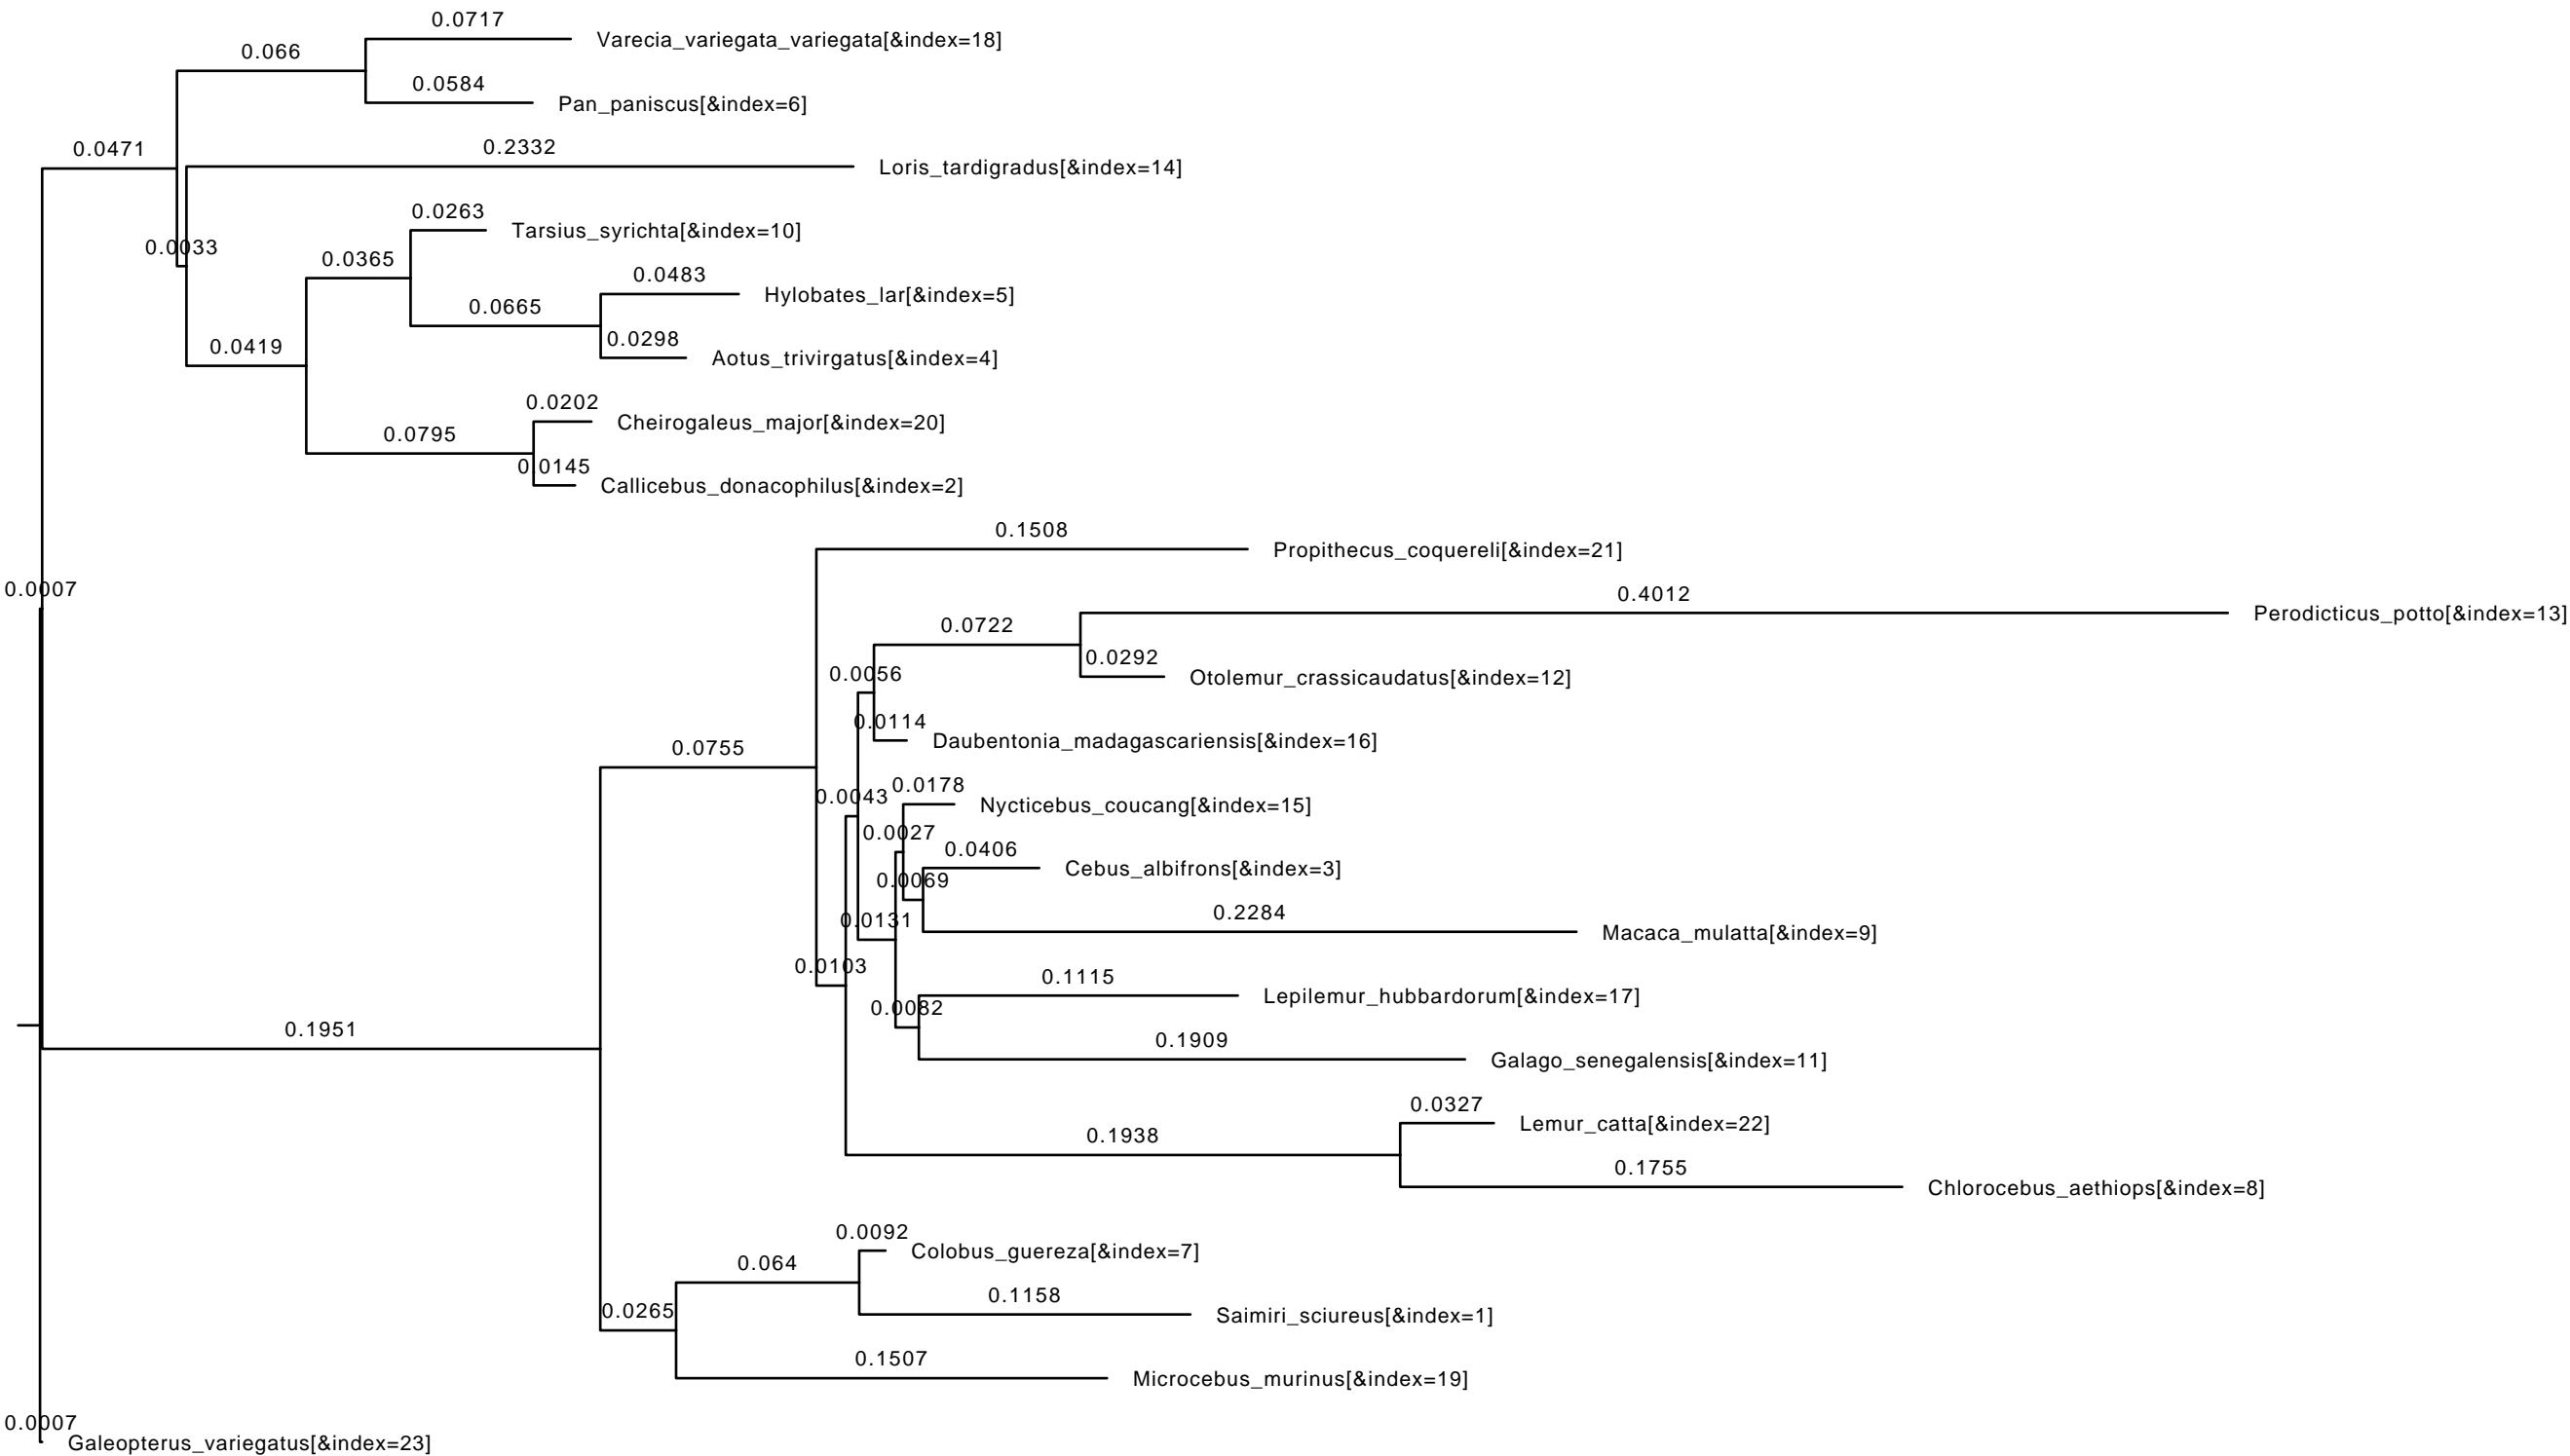 0.0717
Varecia_variegata_variegata[&index=18]
0.066
0.0584
Pan_paniscus[&index=6]
0.0471
0.2332
Loris_tardigradus[&index=14]
0.0263
Tarsius_syrichta[&index=10]
0.0033
0.0365
0.0483
Hylobates_lar[&index=5]
0.0665
0.0298
Aotus_trivirgatus[&index=4]
0.0419
0.0202
Cheirogaleus_major[&index=20]
0.0795
0.0145
Callicebus_donacophilus[&index=2]
0.1508
Propithecus_coquereli[&index=21]
0.0007
0.4012
Perodicticus_potto[&index=13]
0.0722
0.0292
Otolemur_crassicaudatus[&index=12]
0.0056
0.0114
Daubentonia_madagascariensis[&index=16]
0.0755
0.0178
Nycticebus_coucang[&index=15]
0.0043
0.0027
0.0406
Cebus_albifrons[&index=3]
0.0069
0.2284
Macaca_mulatta[&index=9]
0.0131
0.0103
0.1115
Lepilemur_hubbardorum[&index=17]
0.0082
0.1909
Galago_senegalensis[&index=11]
0.1951
0.0327
Lemur_catta[&index=22]
0.1938
0.1755
Chlorocebus_aethiops[&index=8]
0.0092
Colobus_guereza[&index=7]
0.064
0.1158
Saimiri_sciureus[&index=1]
0.0265
0.1507
Microcebus_murinus[&index=19]
0.0007
Galeopterus_variegatus[&index=23]